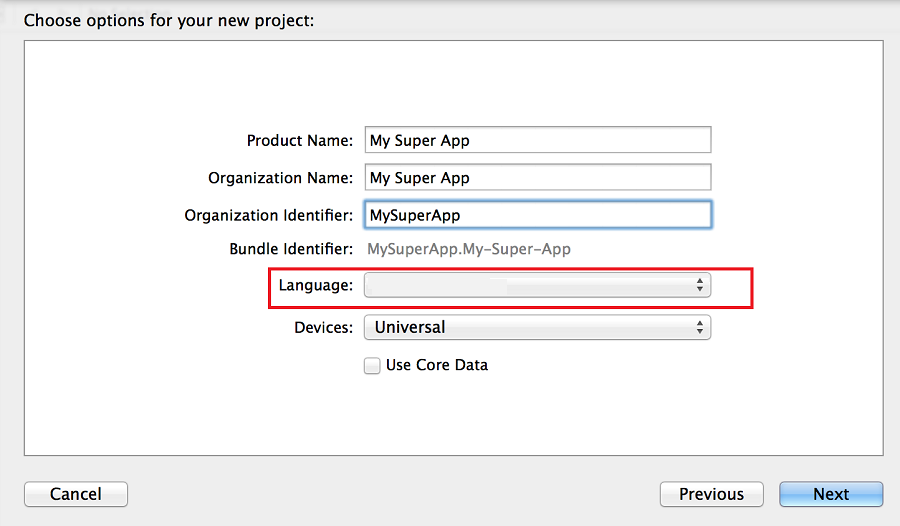 Choose options for your new project:
Product Name: My Super App
Organization Name: My Super App
Organization Identifier: MySuperApp
Bundle Identifier: MySuperApp.My-Super-App
Language:
Devices: Universal
Use Core Data
Cancel Previous Next